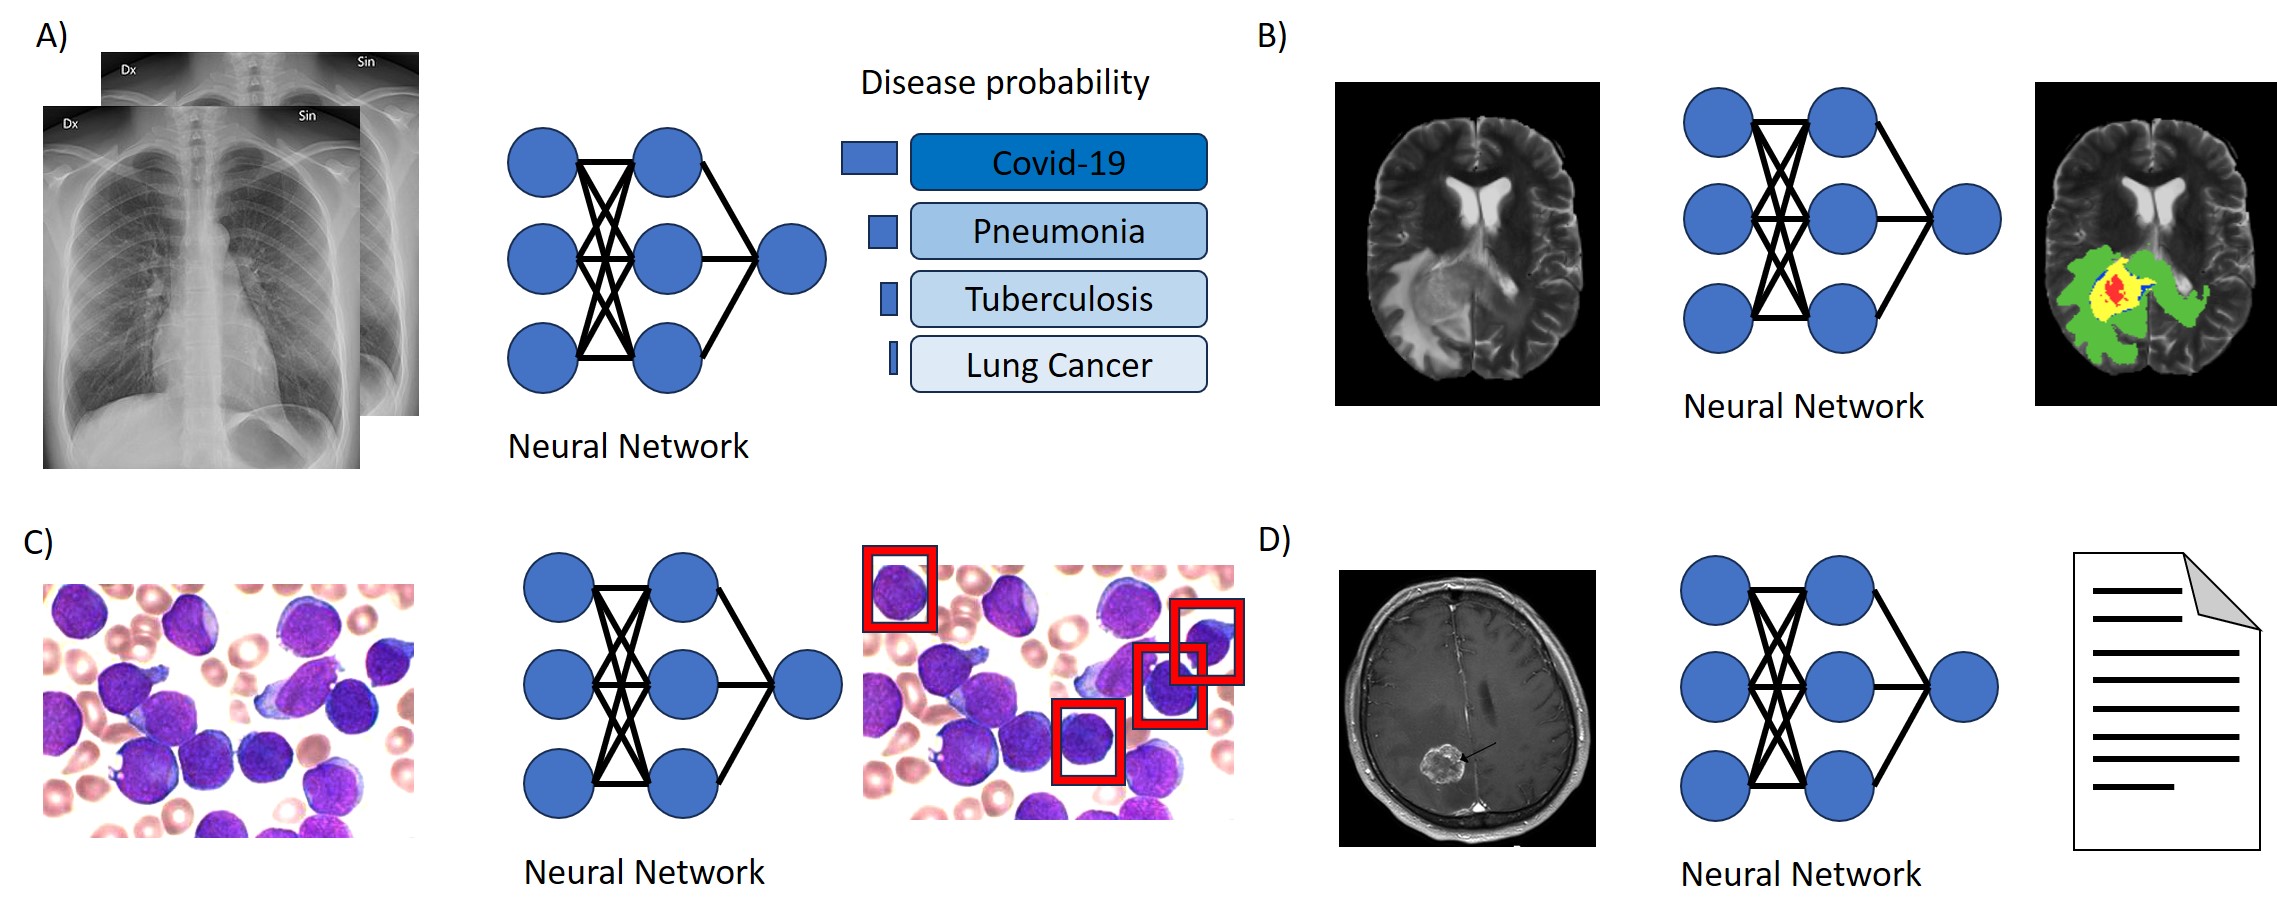 A)
Dx
Sin
Dx
Sin
Disease probability
Covid-19
Pneumonia
Tuberculosis
Lung Cancer
Neural Network
B)
Neural Network
C)
Neural Network
D)
Neural Network